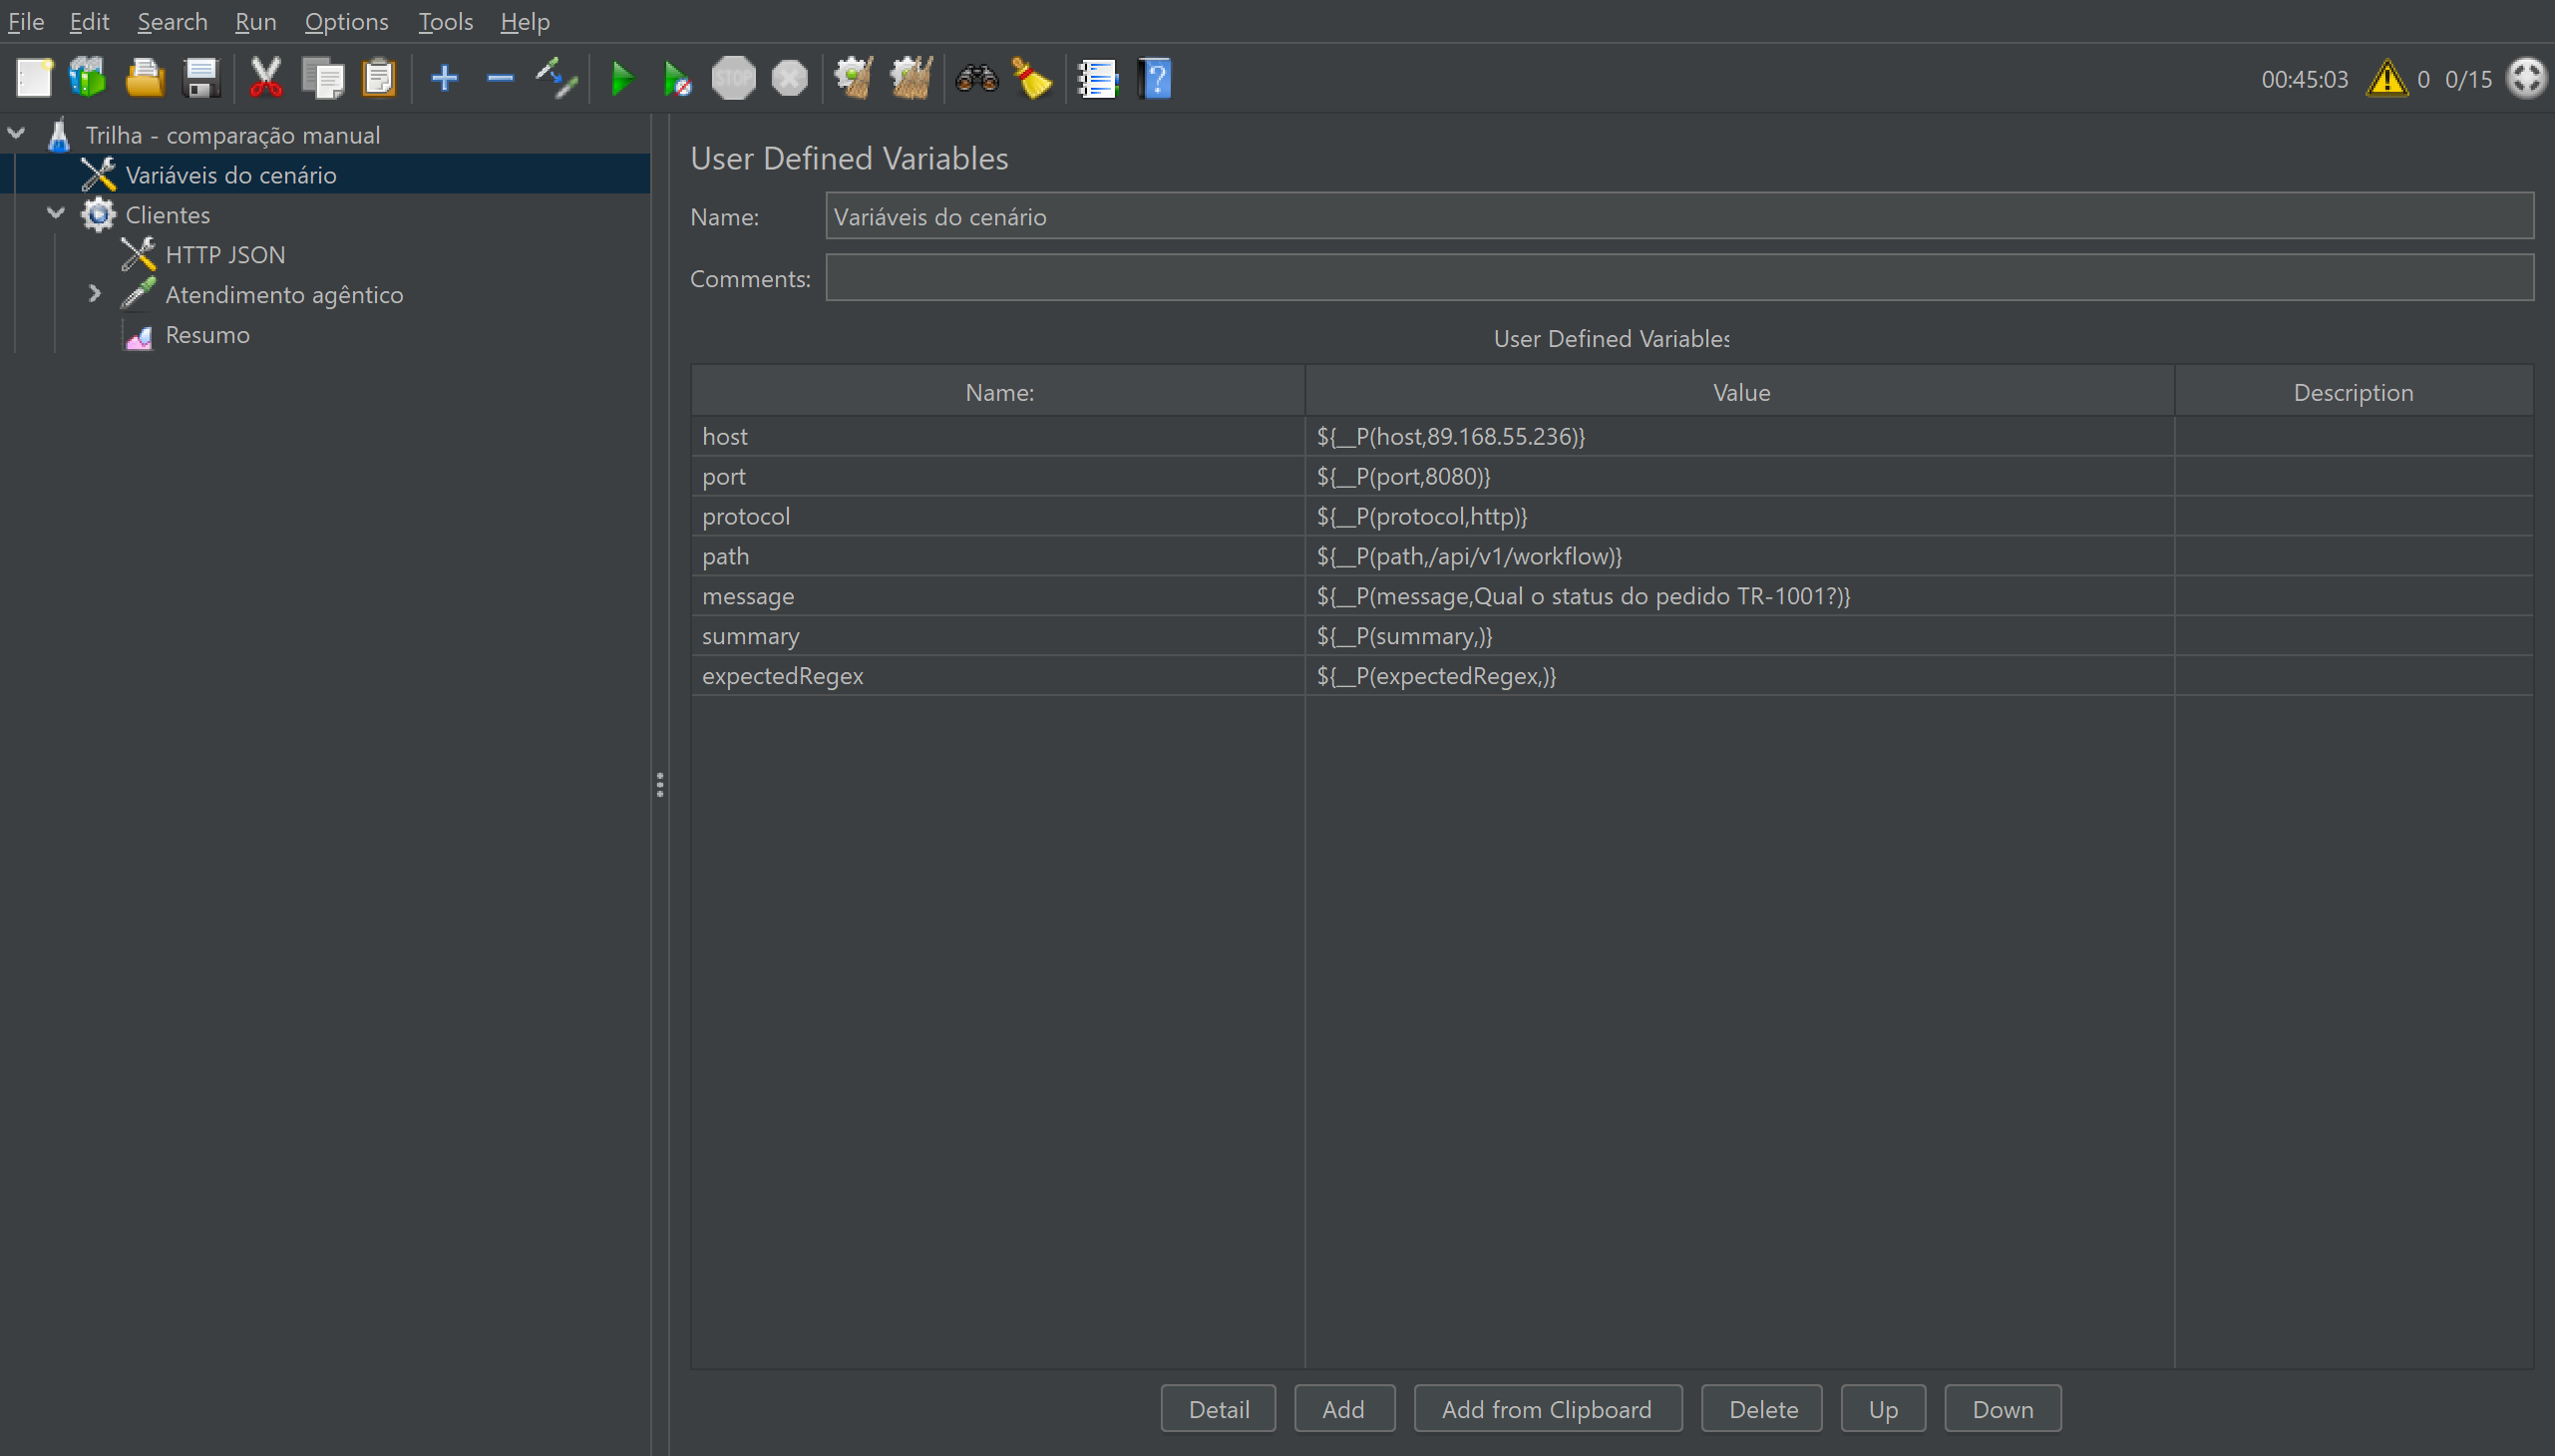 File Edit Search Run Options Tools Help
STOP
00:45:03 0 0/15
Trilha - comparação manual
Variáveis do cenário
Clientes
HTTP JSON
Atendimento agêntico
Resumo
User Defined Variables
Name: Variáveis do cenário
Comments:
User Defined Variables
Name: Value Description
host ${__P(host,89.168.55.236)}
port ${__P(port,8080)}
protocol ${__P(protocol,http)}
path ${__P(path,/api/v1/workflow)}
message ${__P(message,Qual o status do pedido TR-1001?)}
summary ${__P(summary,)}
expectedRegex ${__P(expectedRegex,)}
Detail Add Add from Clipboard Delete Up Down